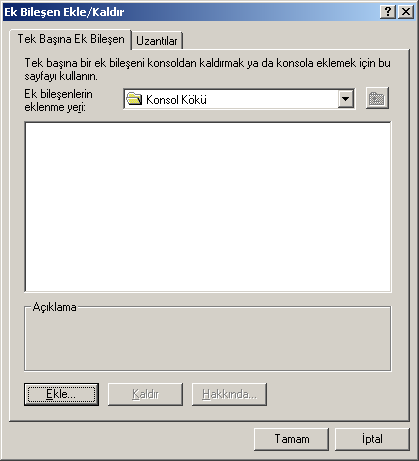 Ek Bileşen Ekle/Kaldır
Tek Başına Ek Bileşen
Uzantılar
Tek başına bir ek bileşeni konsoldan kaldırmak ya da konsola eklemek için bu
sayfayı kullanın.
Ek bileşenlerin
eklenme yeri:
Konsol Kökü
Açıklama
Ekle...
Kaldır
Hakkında...
Tamam
İptal